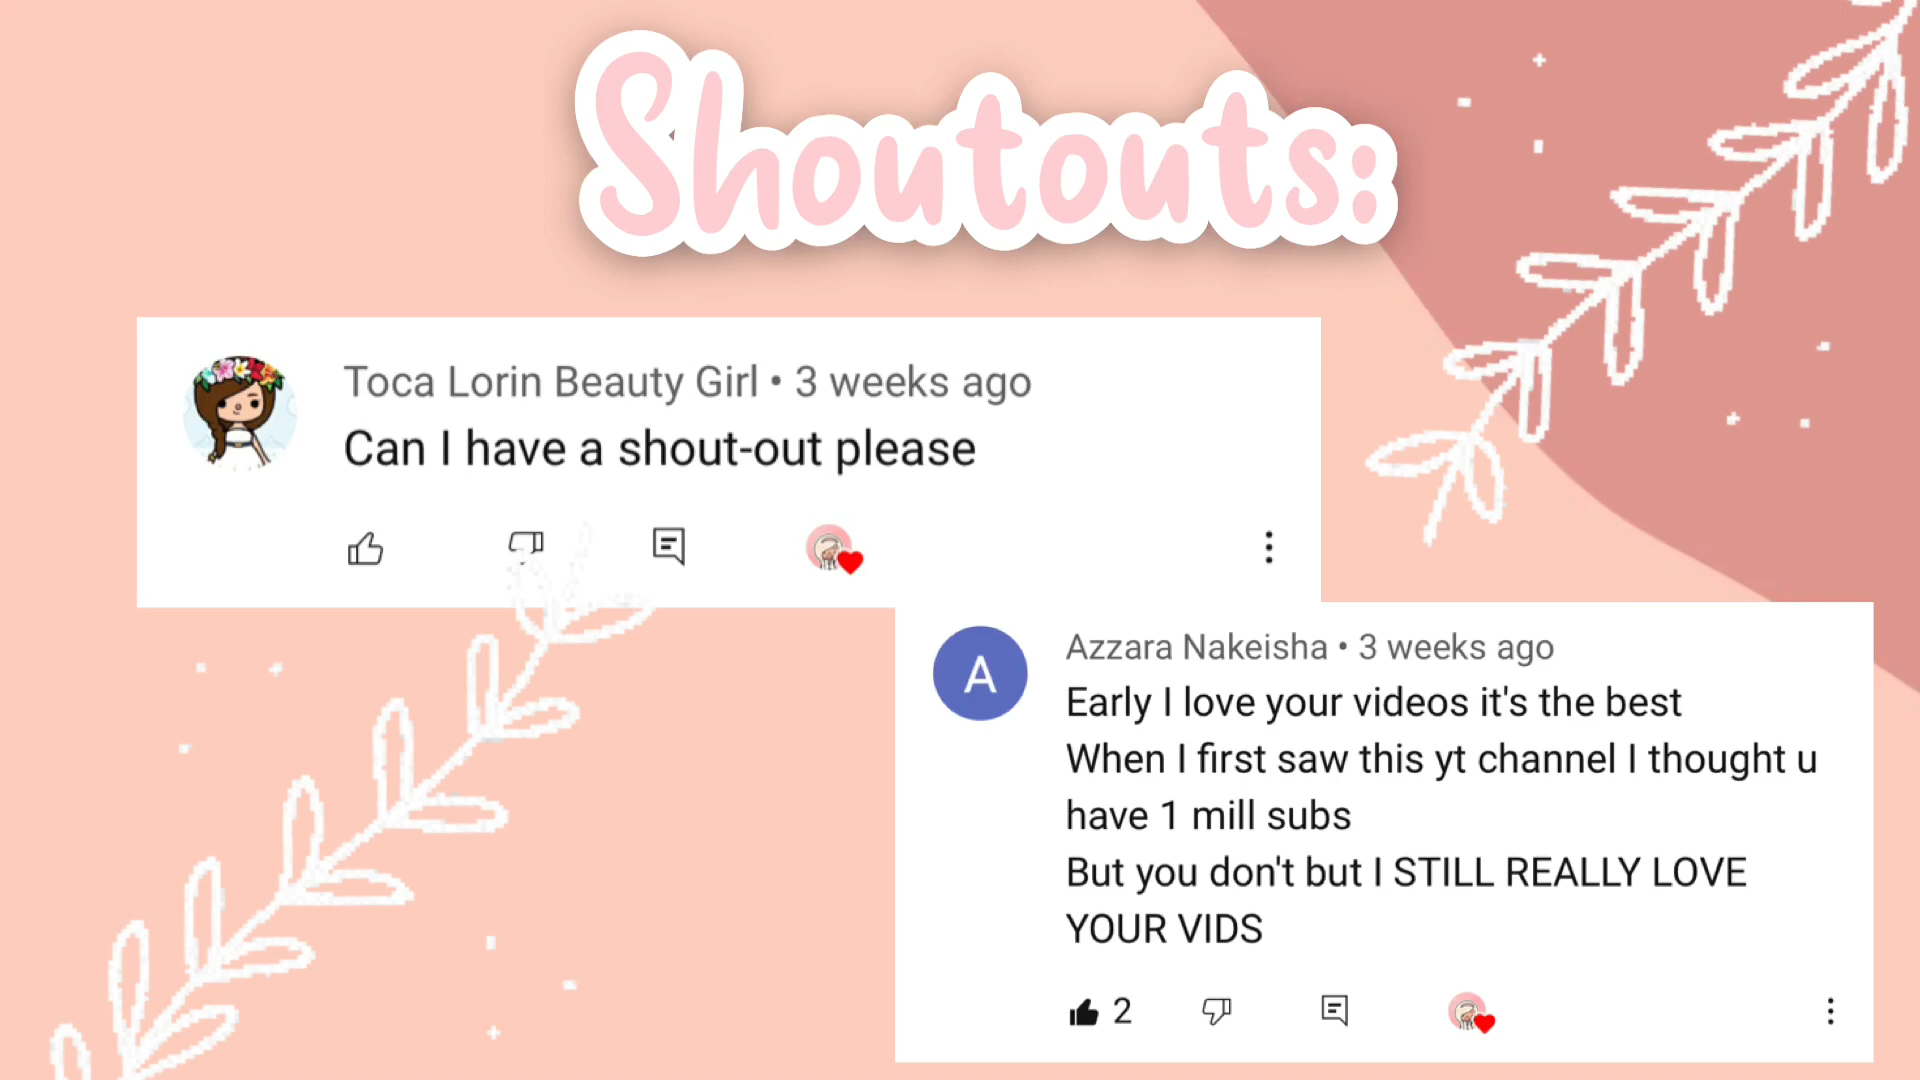 Shoutouts:
Toca Lorin Beauty Girl • 3 weeks ago
Can I have a shout-out please
A
Azzara Nakeisha • 3 weeks ago
Early I love your videos it's the best
When I first saw this yt channel I thought u
have 1 mill subs
But you don't but I STILL REALLY LOVE
YOUR VIDS
2